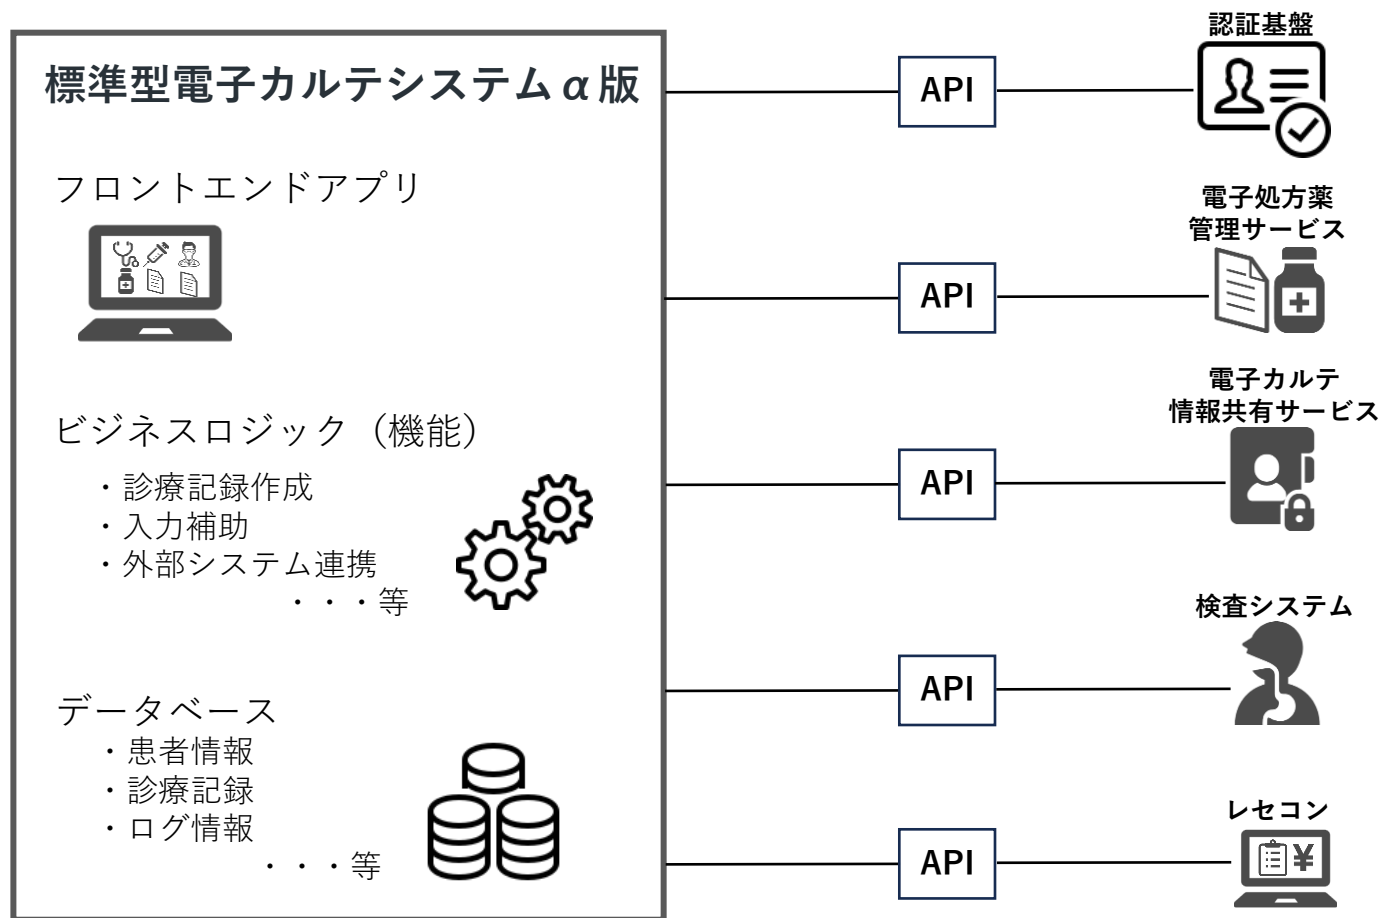 標準型電子カルテシステムα版
フロントエンドアプリ
ビジネスロジック（機能）
・診療記録作成
・入力補助
・外部システム連携
・・・等
データベース
・患者情報
・診療記録
・ログ情報
・・・等
API
認証基盤
API
電子処方薬
管理サービス
API
電子カルテ
情報共有サービス
API
検査システム
API
レセコン
¥